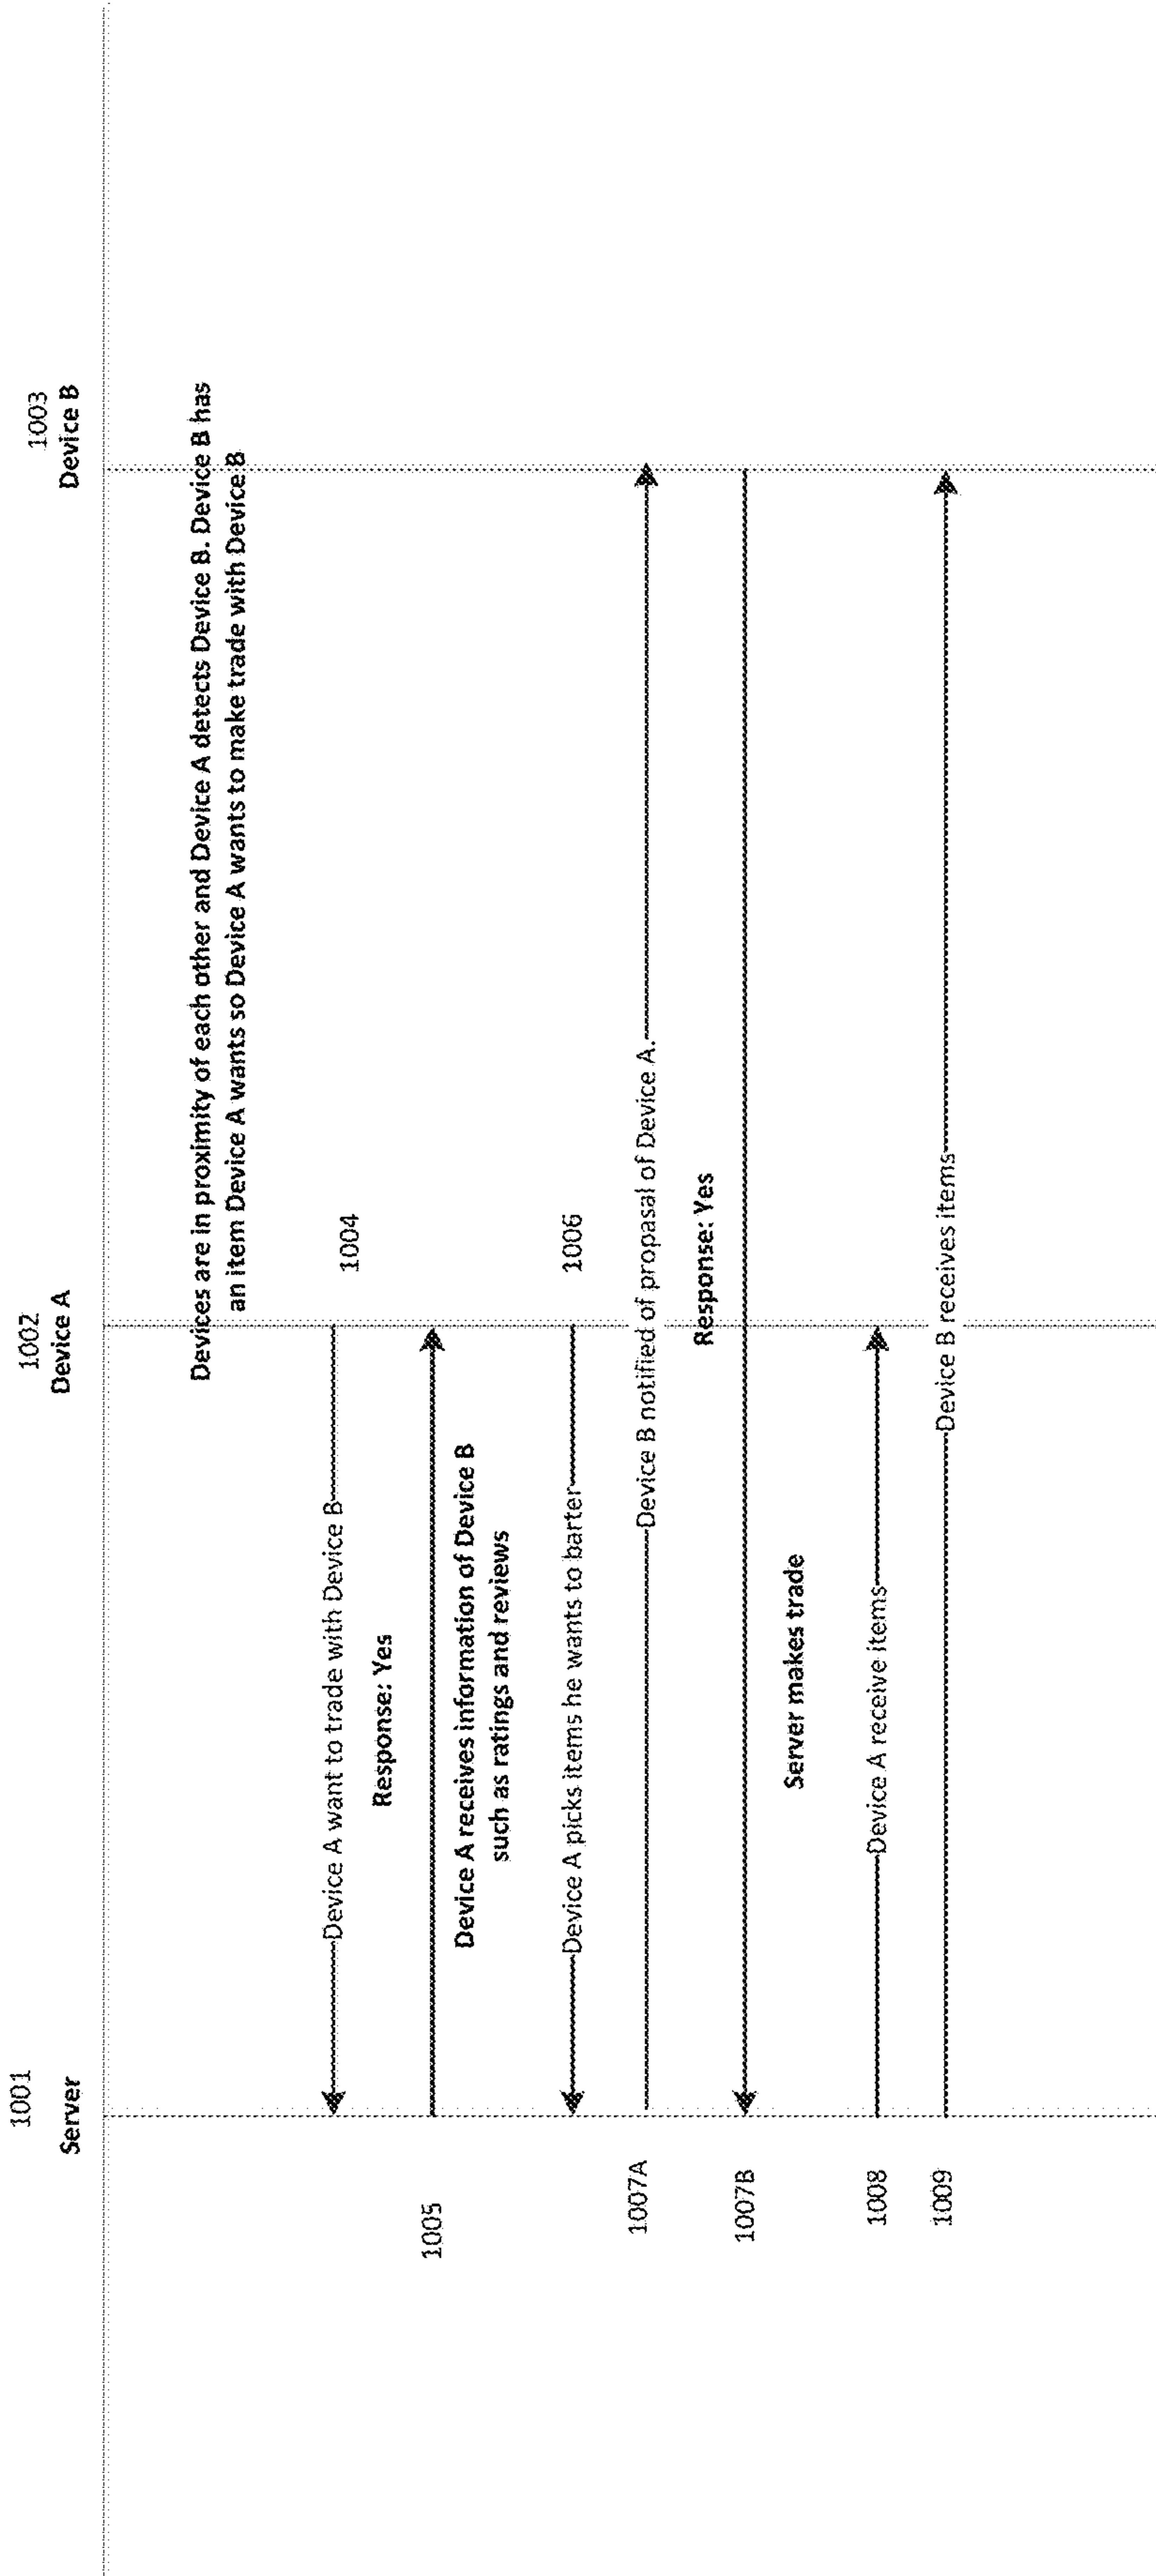 1001
Server
1002
Device A
1003
Device B
Devices are in proximity of each other and Device A detects Device B. Device B has
an item Device A wants so Device A wants to make trade with Device B
Device A want to trade with Device B
1004
Response: Yes
1005
Device A receives information of Device B
such as ratings and reviews
Device A picks items he wants to barter
1006
1007A
Device B notified of propasal of Device A.
Response: Yes
1007B
Server makes trade
1008
Device A receive items
1009
Device B receives items